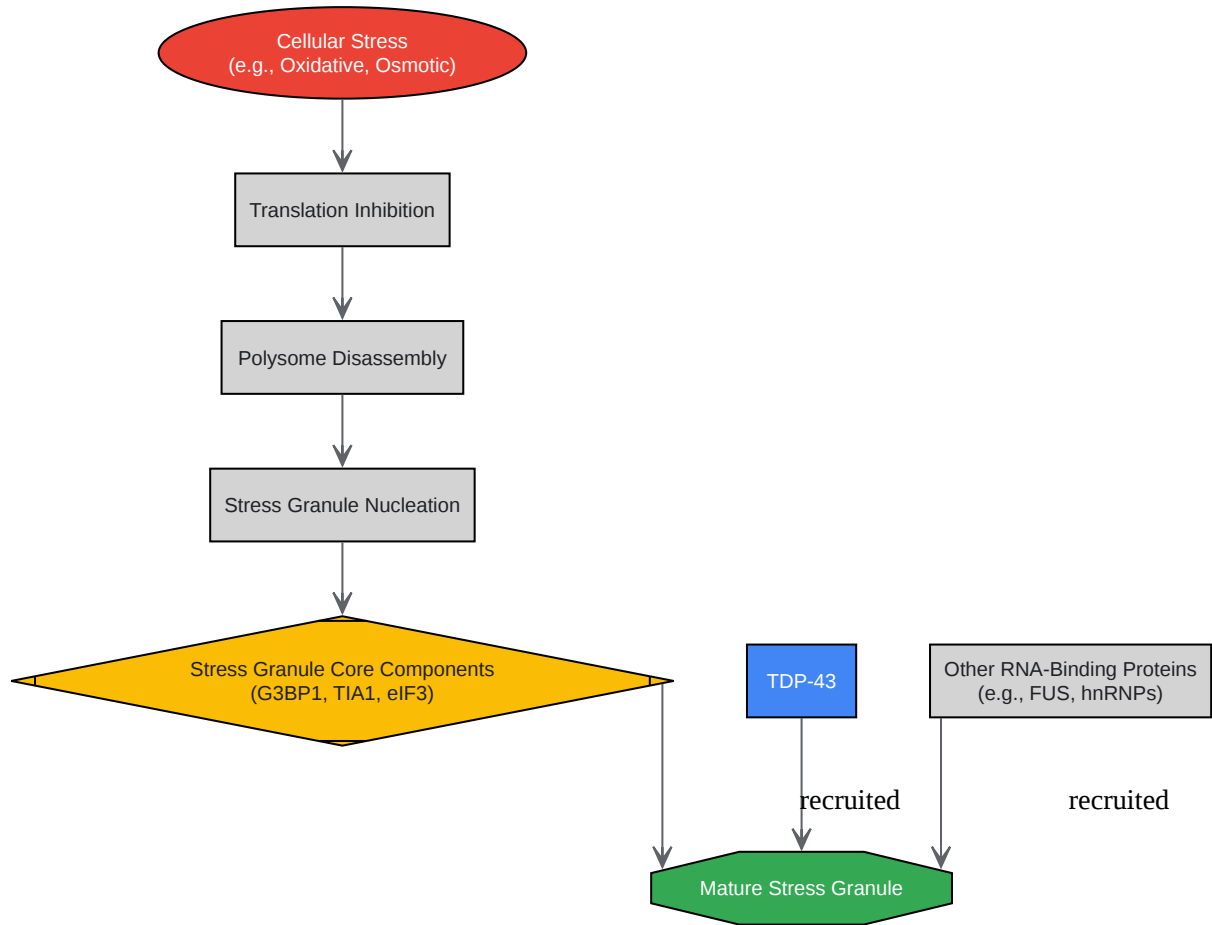 Cellular Stress
(e.g., Oxidative, Osmotic)
Translation Inhibition
Polysome Disassembly
Stress Granule Nucleation
Stress Granule Core Components
(G3BP1, TIA1, eIF3)
TDP-43
Other RNA-Binding Proteins
(e.g., FUS, hnRNPs)
recruited
recruited
Mature Stress Granule